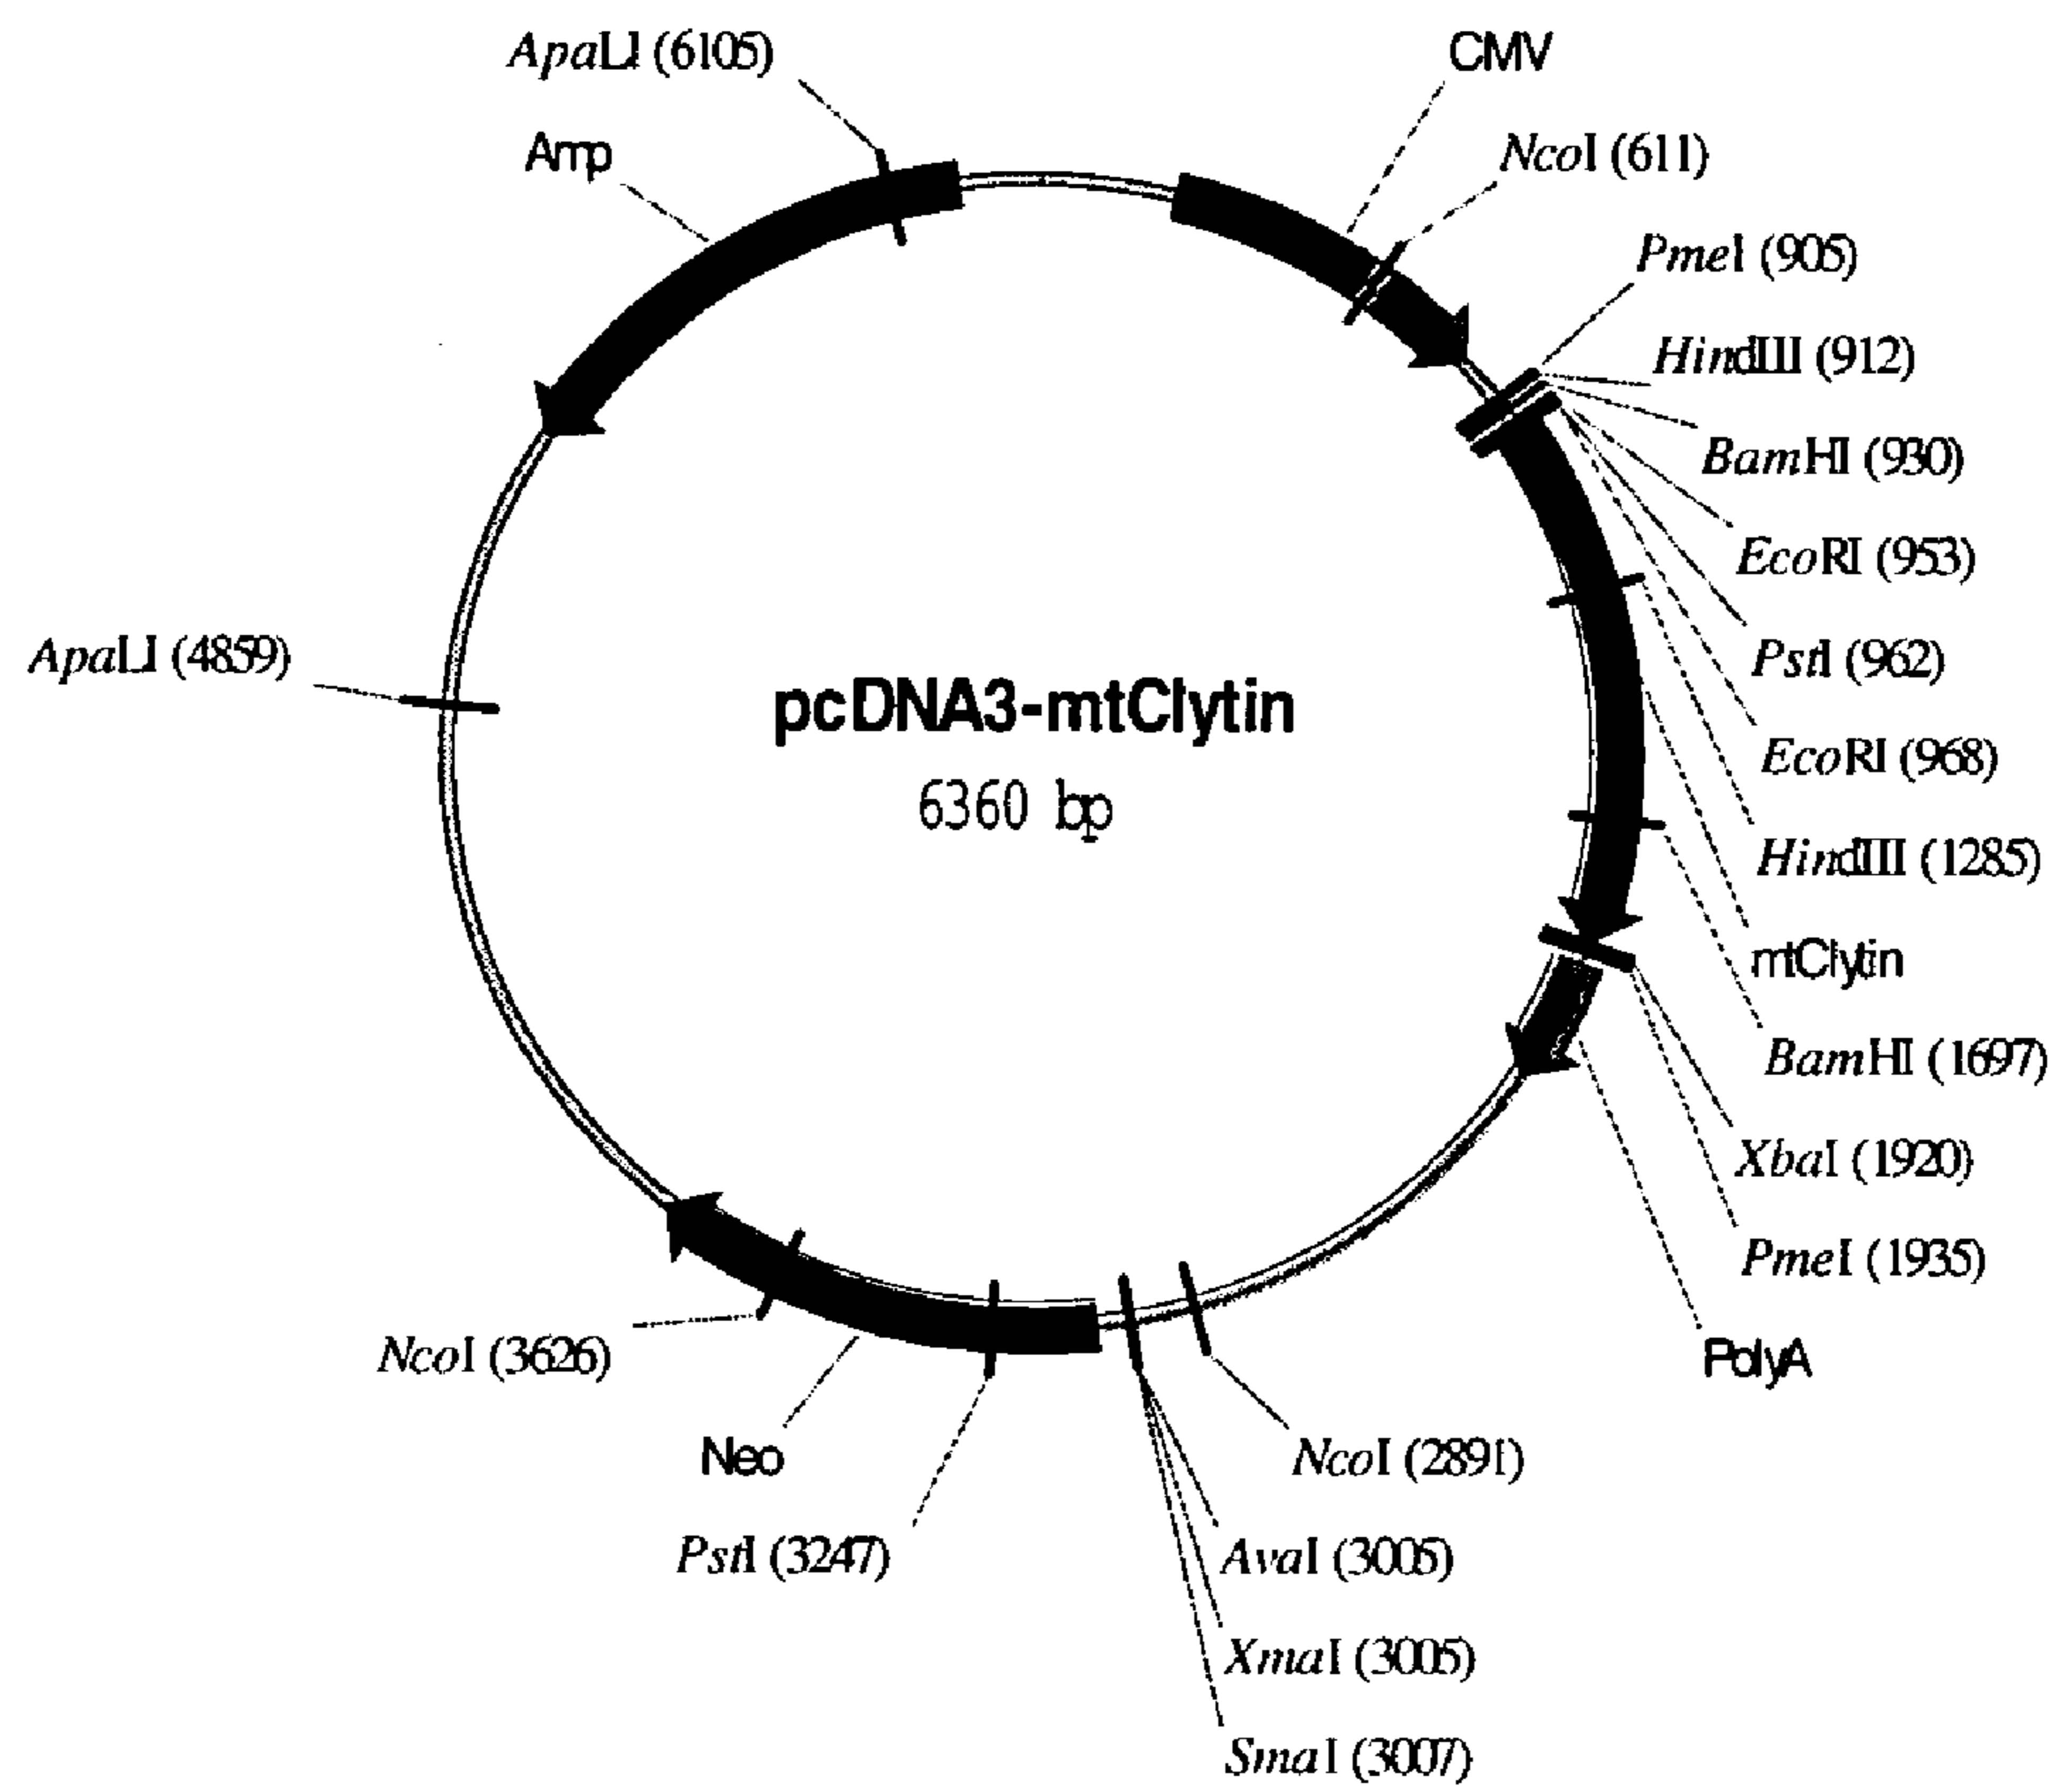 ApaLI (6105)
CMV
Amp
NcoI (611)
PmeI (905)
HindIII (912)
BamHI (930)
EcoRI (953)
PstI (962)
EcoRI (968)
HindIII (1285)
mtClytin
BamHI (1697)
XbaI (1920)
PmeI (1935)
PolyA
ApaLI (4859)
pcDNA3-mtClytin
6360 bp
NcoI (3626)
Neo
PstI (3247)
NcoI (2891)
AvaI (3005)
XmaI (3005)
SmaI (3007)